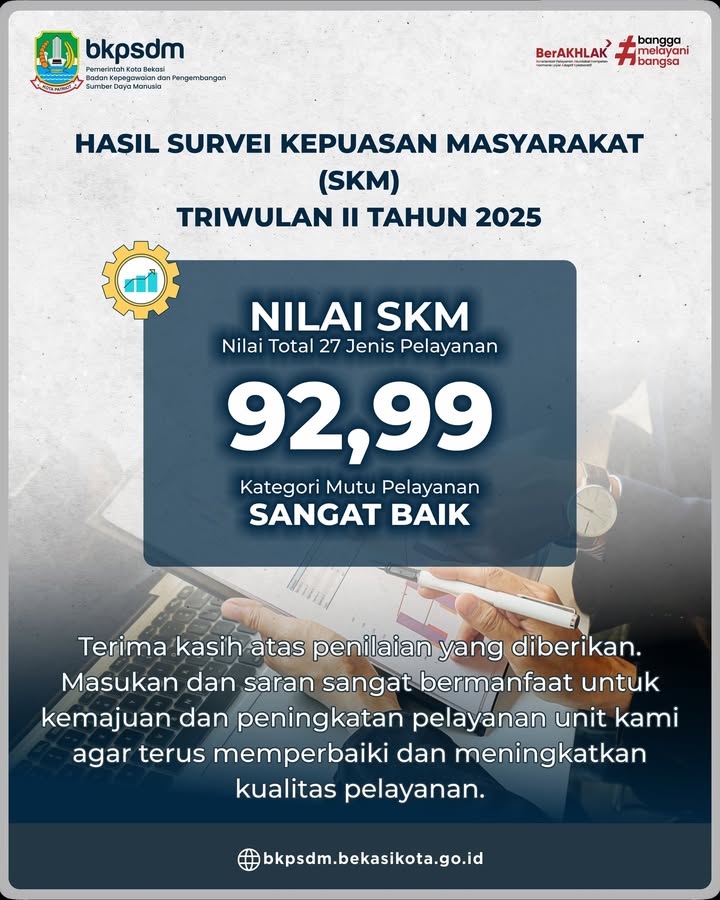 bkpsdm
Pemerintah Kota Bekasi
Badan Kepegawaian dan Pengembangan
Sumber Daya Manusia
KOTA PATRIOT
BerAKHLAK
#bangga
melayani
bangsa
HASIL SURVEI KEPUASAN MASYARAKAT
(SKM)
TRIWULAN II TAHUN 2025
NILAI SKM
Nilai Total 27 Jenis Pelayanan
92,99
Kategori Mutu Pelayanan
SANGAT BAIK
Terima kasih atas penilaian yang diberikan.
Masukan dan saran sangat bermanfaat untuk
kemajuan dan peningkatan pelayanan unit kami
agar terus memperbaiki dan meningkatkan
kualitas pelayanan.
bkpsdm.bekasikota.go.id